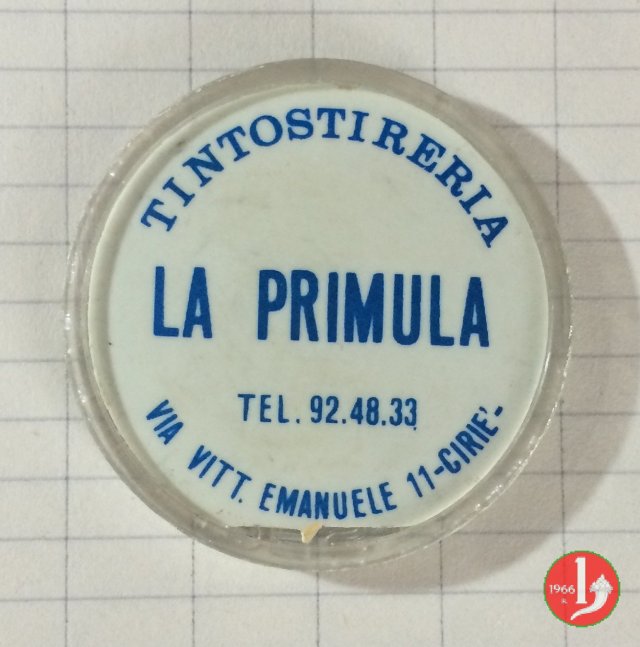 TINTOSTIRERIA
LA PRIMULA
TEL. 92.48.33
VIA VITT. EMANUELE 11-CIRIE'-
1966
R.